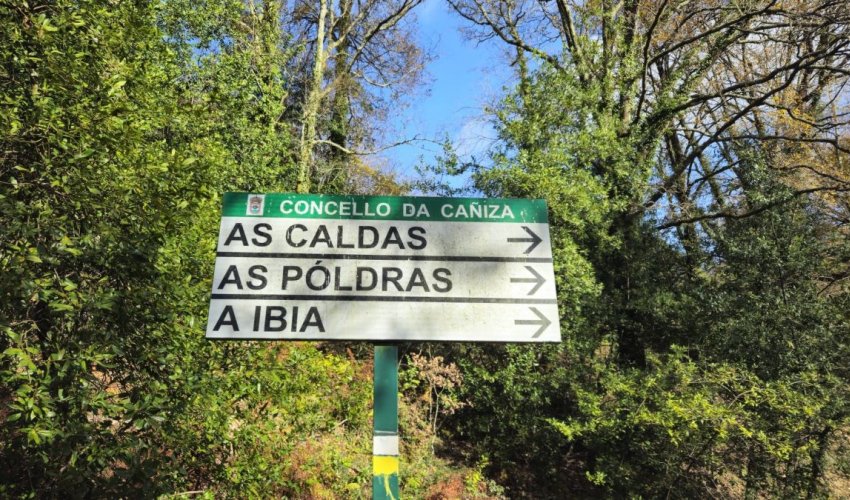 CONCELLO DA CAÑIZA
AS CALDAS →
AS PÓLDRAS →
A IBIA →